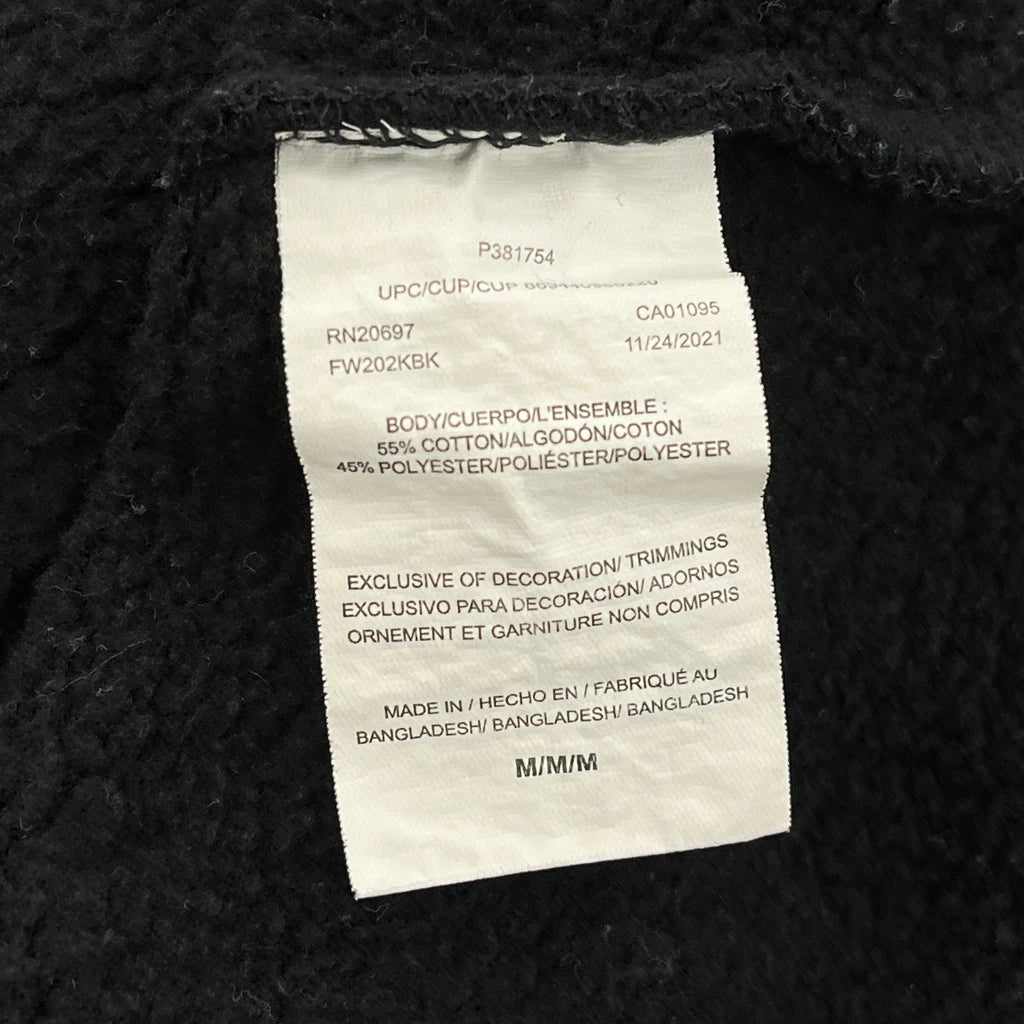 P381754
UPC/CUP/CUP
RN20697 CA01095
FW202KBK 11/24/2021
BODY/CUERPO/L'ENSEMBLE :
55% COTTON/ALGODÓN/COTON
45% POLYESTER/POLIÉSTER/POLYESTER
EXCLUSIVE OF DECORATION/ TRIMMINGS
EXCLUSIVO PARA DECORACIÓN/ ADORNOS
ORNEMENT ET GARNITURE NON COMPRIS
MADE IN / HECHO EN / FABRIQUÉ AU
BANGLADESH/ BANGLADESH/ BANGLADESH
M/M/M